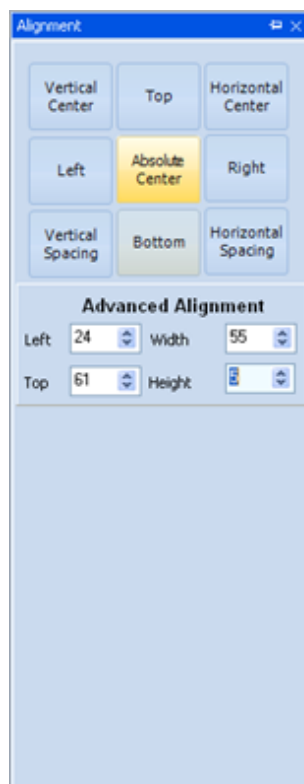 Alignment
Vertical Center
Top
Horizontal Center
Left
Absolute Center
Right
Vertical Spacing
Bottom
Horizontal Spacing
Advanced Alignment
Left 24 Width 55
Top 61 Height